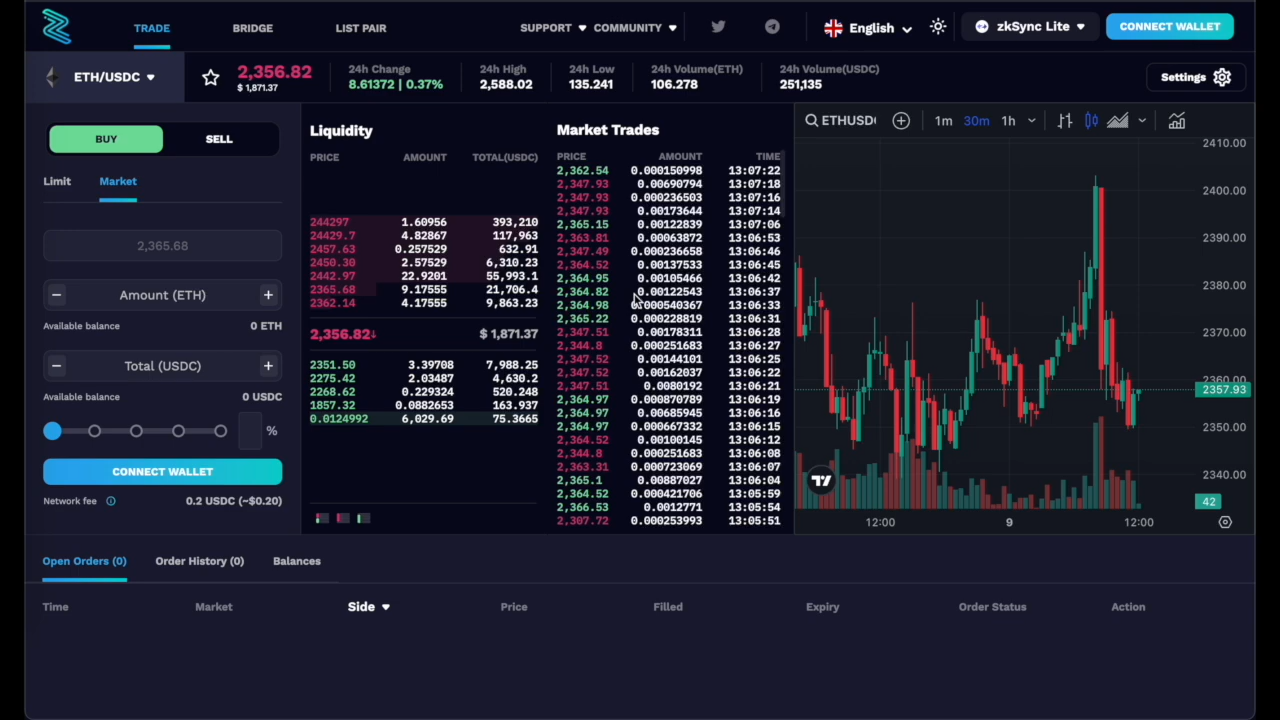 TRADE BRIDGE LIST PAIR SUPPORT COMMUNITY English zkSync Lite CONNECT WALLET
ETH/USDC 2,356.82 24h Change 24h High 24h Low 24h Volume(ETH) 24h Volume(USDC) Settings
$ 1,871.37 8.61372 | 0.37% 2,588.02 135.241 106.278 251,135
BUY SELL
Limit Market
2,365.68
Amount (ETH)
Available balance 0 ETH
Total (USDC)
Available balance 0 USDC
%
CONNECT WALLET
Network fee 0.2 USDC (~$0.20)
Liquidity
PRICE AMOUNT TOTAL(USDC)
244297 1.60956 393,210
24429.7 4.82867 117,963
2457.63 0.257529 632.91
2450.30 2.57529 6,310.23
2442.97 22.9201 55,993.1
2365.68 9.17555 21,706.4
2362.14 4.17555 9,863.23
2,356.82↓ $ 1,871.37
2351.50 3.39708 7,988.25
2275.42 2.03487 4,630.2
2268.62 0.229324 520.248
1857.32 0.0882653 163.937
0.0124992 6,029.69 75.3665
Market Trades
PRICE AMOUNT TIME
2,362.54 0.000150998 13:07:22
2,347.93 0.00690794 13:07:18
2,347.93 0.000236503 13:07:16
2,347.93 0.00173644 13:07:14
2,365.15 0.00122839 13:07:06
2,363.81 0.00063872 13:06:53
2,347.49 0.000236658 13:06:46
2,364.52 0.00137533 13:06:45
2,364.95 0.00105466 13:06:42
2,364.82 0.00122543 13:06:37
2,364.98 0.000540367 13:06:33
2,365.22 0.000228819 13:06:31
2,347.51 0.00178311 13:06:28
2,344.8 0.000251683 13:06:27
2,347.52 0.00144101 13:06:25
2,347.52 0.00162037 13:06:22
2,347.51 0.0080192 13:06:21
2,364.97 0.000870789 13:06:19
2,364.97 0.00685945 13:06:16
2,364.97 0.000667332 13:06:15
2,364.52 0.00100145 13:06:12
2,344.8 0.000251683 13:06:08
2,363.31 0.000723069 13:06:07
2,365.1 0.00887027 13:06:04
2,364.52 0.000421706 13:05:59
2,366.53 0.0012771 13:05:54
2,307.72 0.000253993 13:05:51
ETHUSD 1m 30m 1h
2410.00
2400.00
2390.00
2380.00
2370.00
2360.00
2357.93
2350.00
2340.00
42
12:00 9 12:00
Open Orders (0) Order History (0) Balances
Time Market Side Price Filled Expiry Order Status Action